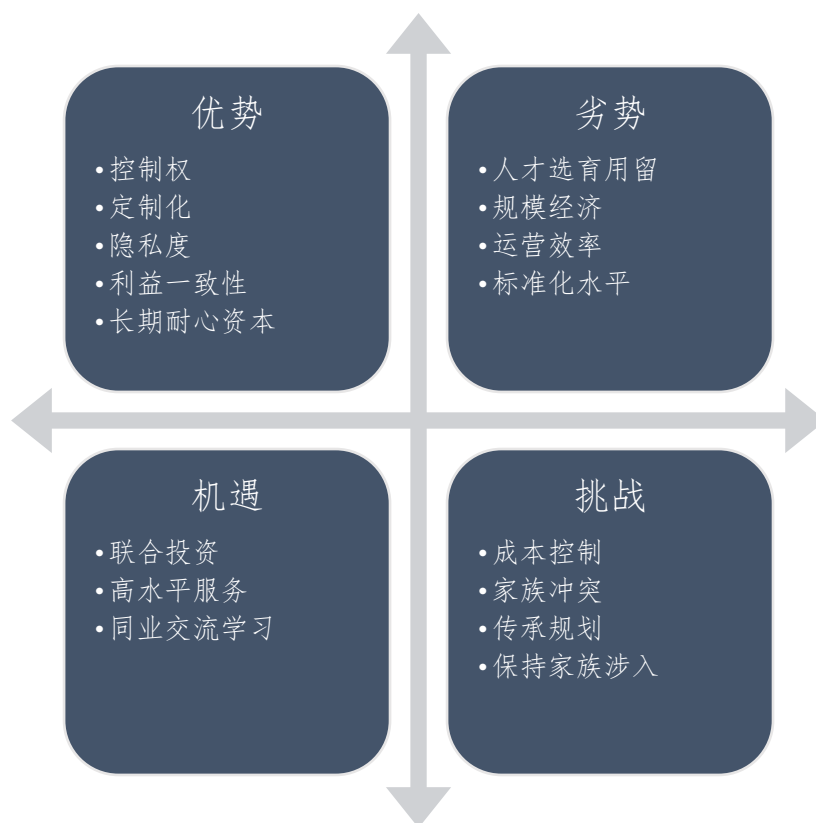 优势
•控制权
•定制化
•隐私度
•利益一致性
•长期耐心资本
劣势
•人才选育用留
•规模经济
•运营效率
•标准化水平
机遇
•联合投资
•高水平服务
•同业交流学习
挑战
•成本控制
•家族冲突
•传承规划
•保持家族涉入